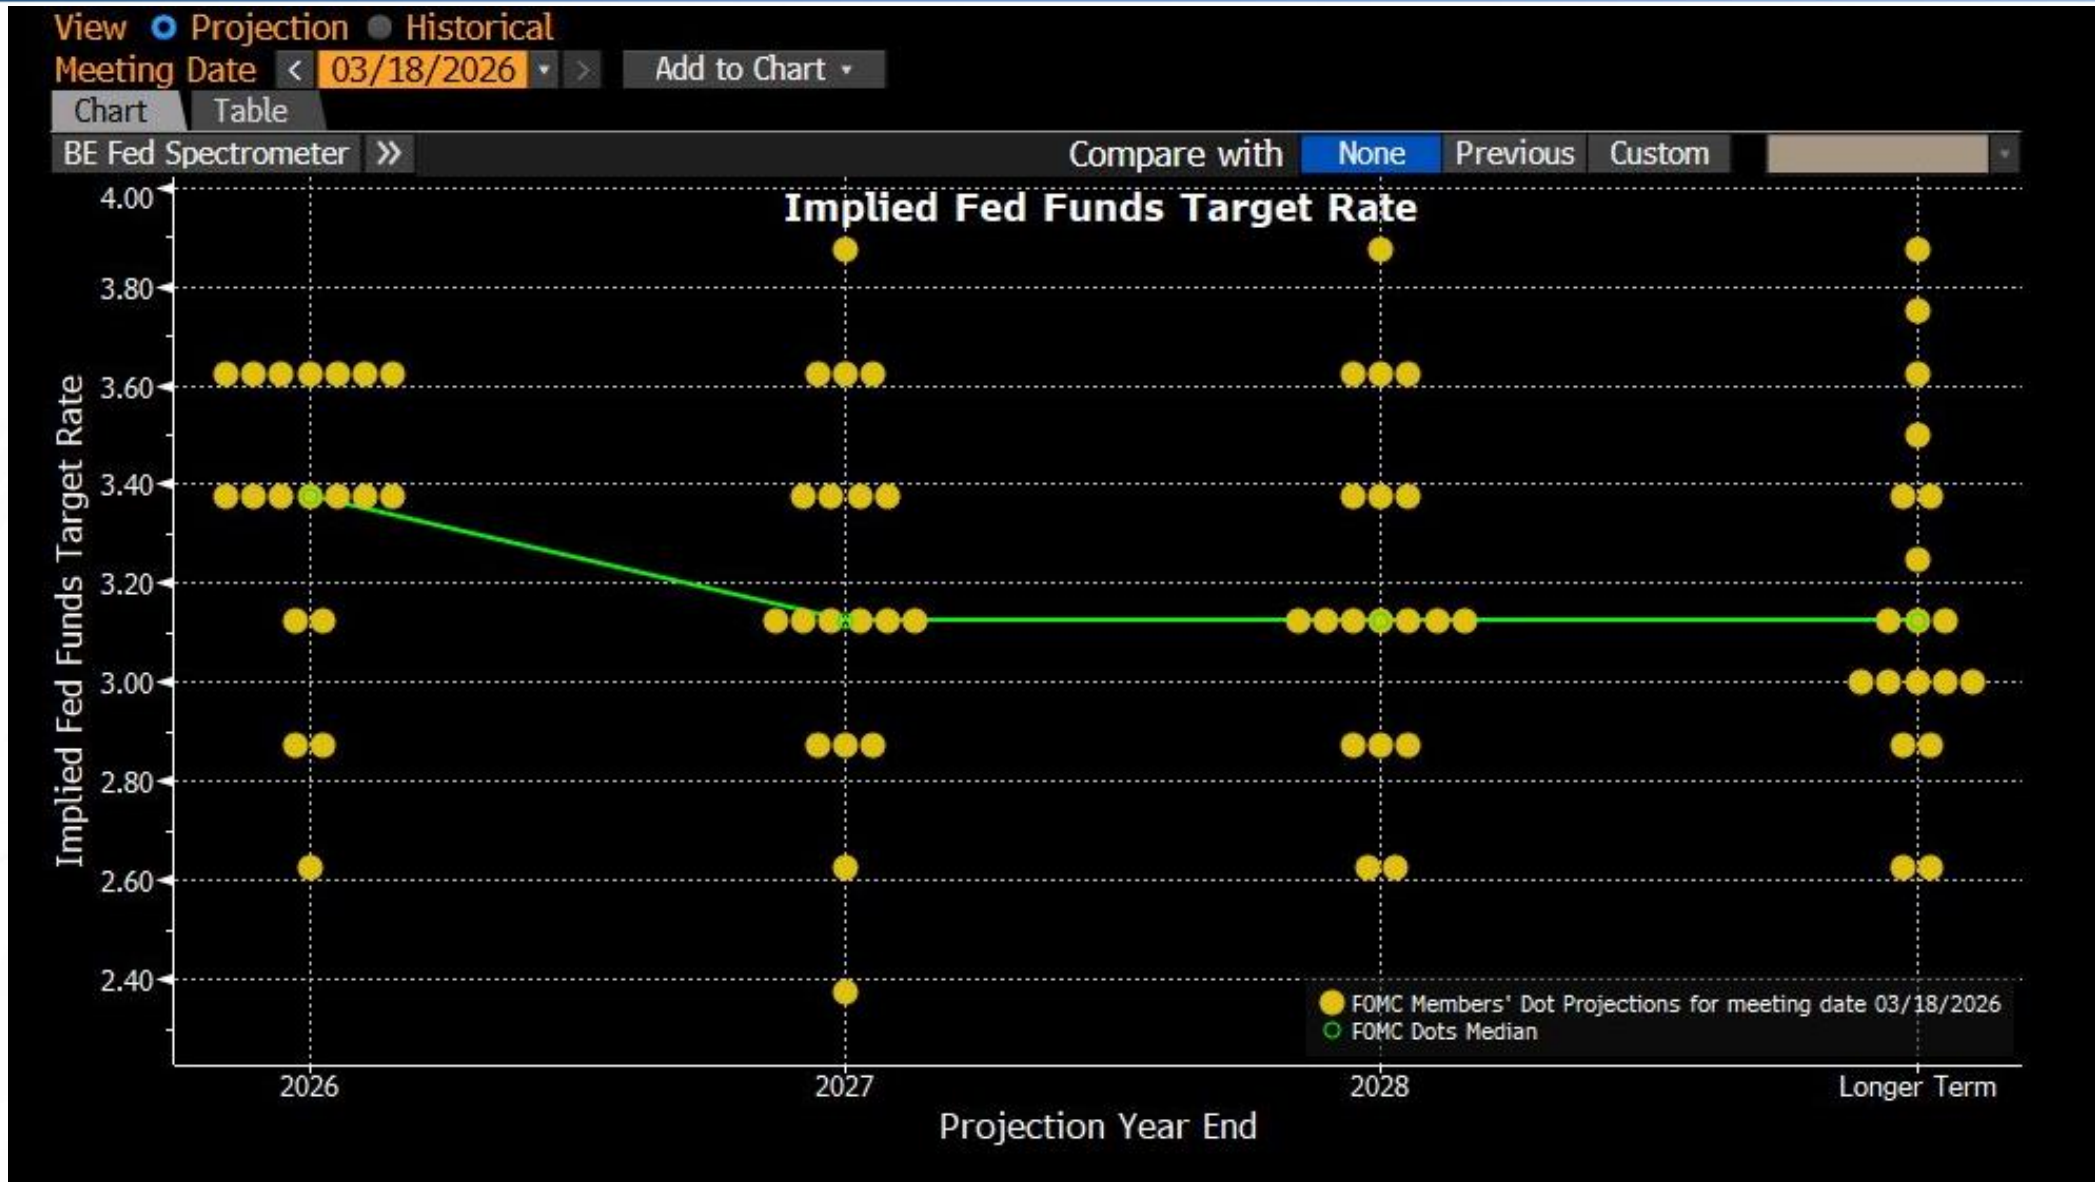 View Projection Historical
Meeting Date < 03/18/2026 > Add to Chart
Chart Table
BE Fed Spectrometer >> Compare with None Previous Custom
Implied Fed Funds Target Rate
Implied Fed Funds Target Rate
4.00
3.80
3.60
3.40
3.20
3.00
2.80
2.60
2.40
FOMC Members' Dot Projections for meeting date 03/18/2026
FOMC Dots Median
2026 2027 2028 Longer Term
Projection Year End